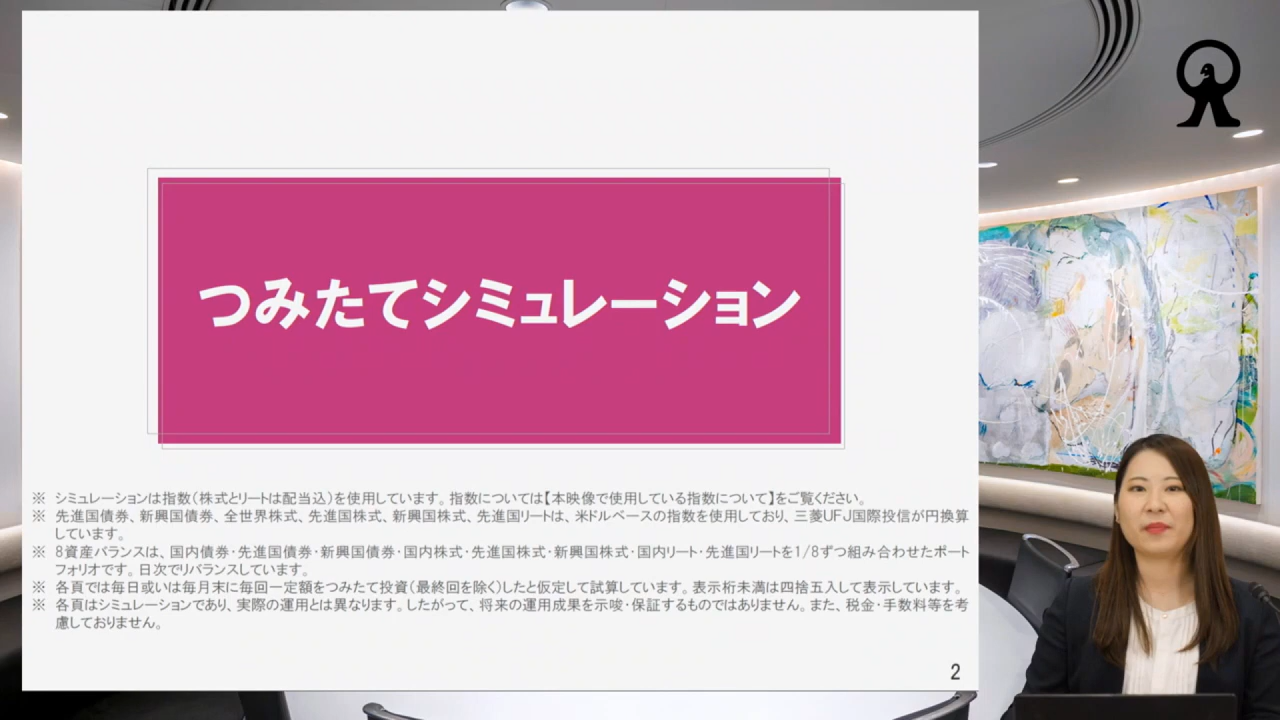 つみたてシミュレーション
※ シミュレーションは指数（株式とリートは配当込）を使用しています。指数については【本映像で使用している指数について】をご覧ください。
※ 先進国債券、新興国債券、全世界株式、先進国株式、新興国株式、先進国リートは、米ドルベースの指数を使用しており、三菱UFJ国際投信が円換算
しています。
※ 8資産バランスは、国内債券・先進国債券・新興国債券・国内株式・先進国株式・新興国株式・国内リート・先進国リートを1/8ずつ組み合わせたポート
フォリオです。日次でリバランスしています。
※ 各頁では毎日或いは毎月末に毎回一定額をつみたて投資（最終回を除く）したと仮定して試算しています。表示桁未満は四捨五入して表示しています。
※ 各頁はシミュレーションであり、実際の運用とは異なります。したがって、将来の運用成果を示唆・保証するものではありません。また、税金・手数料等を考
慮しておりません。
2